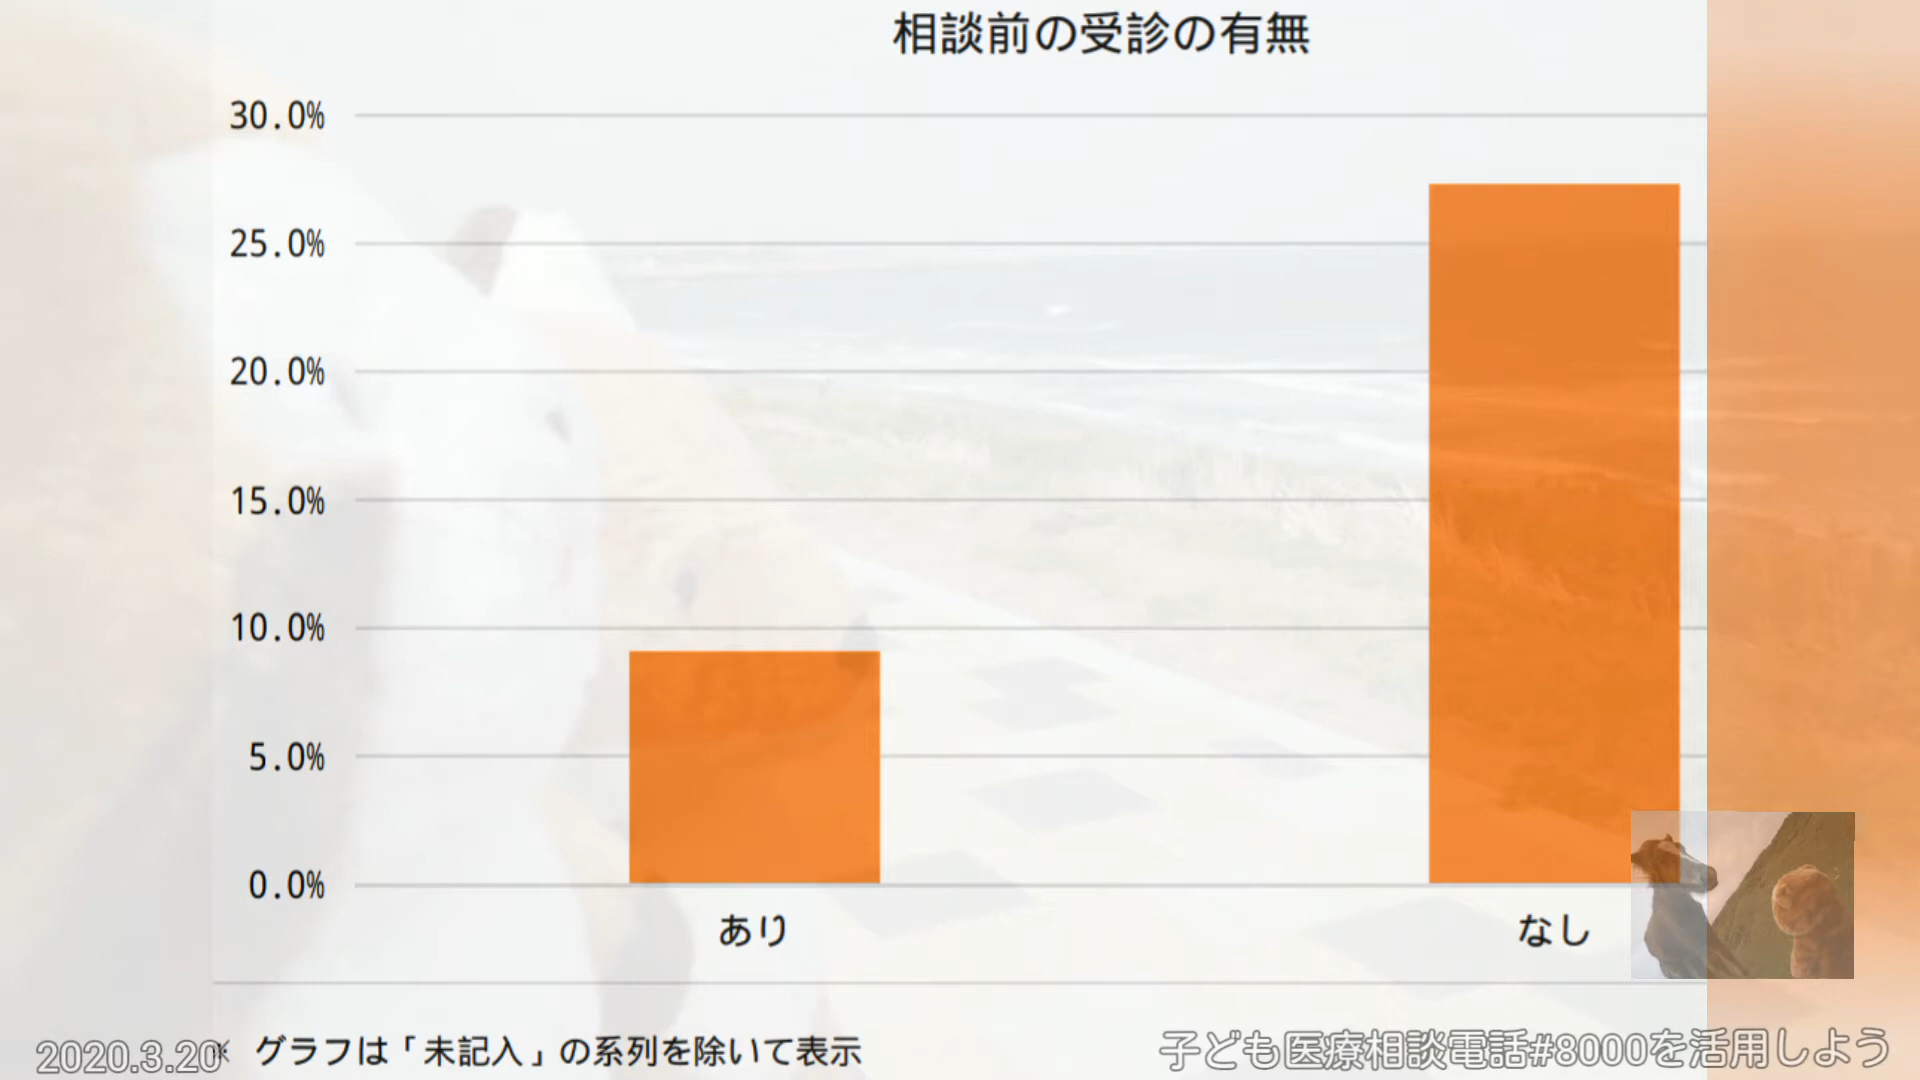 相談前の受診の有無
30.0%
25.0%
20.0%
15.0%
10.0%
5.0%
0.0%
あり
なし
※ グラフは「未記入」の系列を除いて表示
2020.3.20
子ども医療相談電話#8000を活用しよう